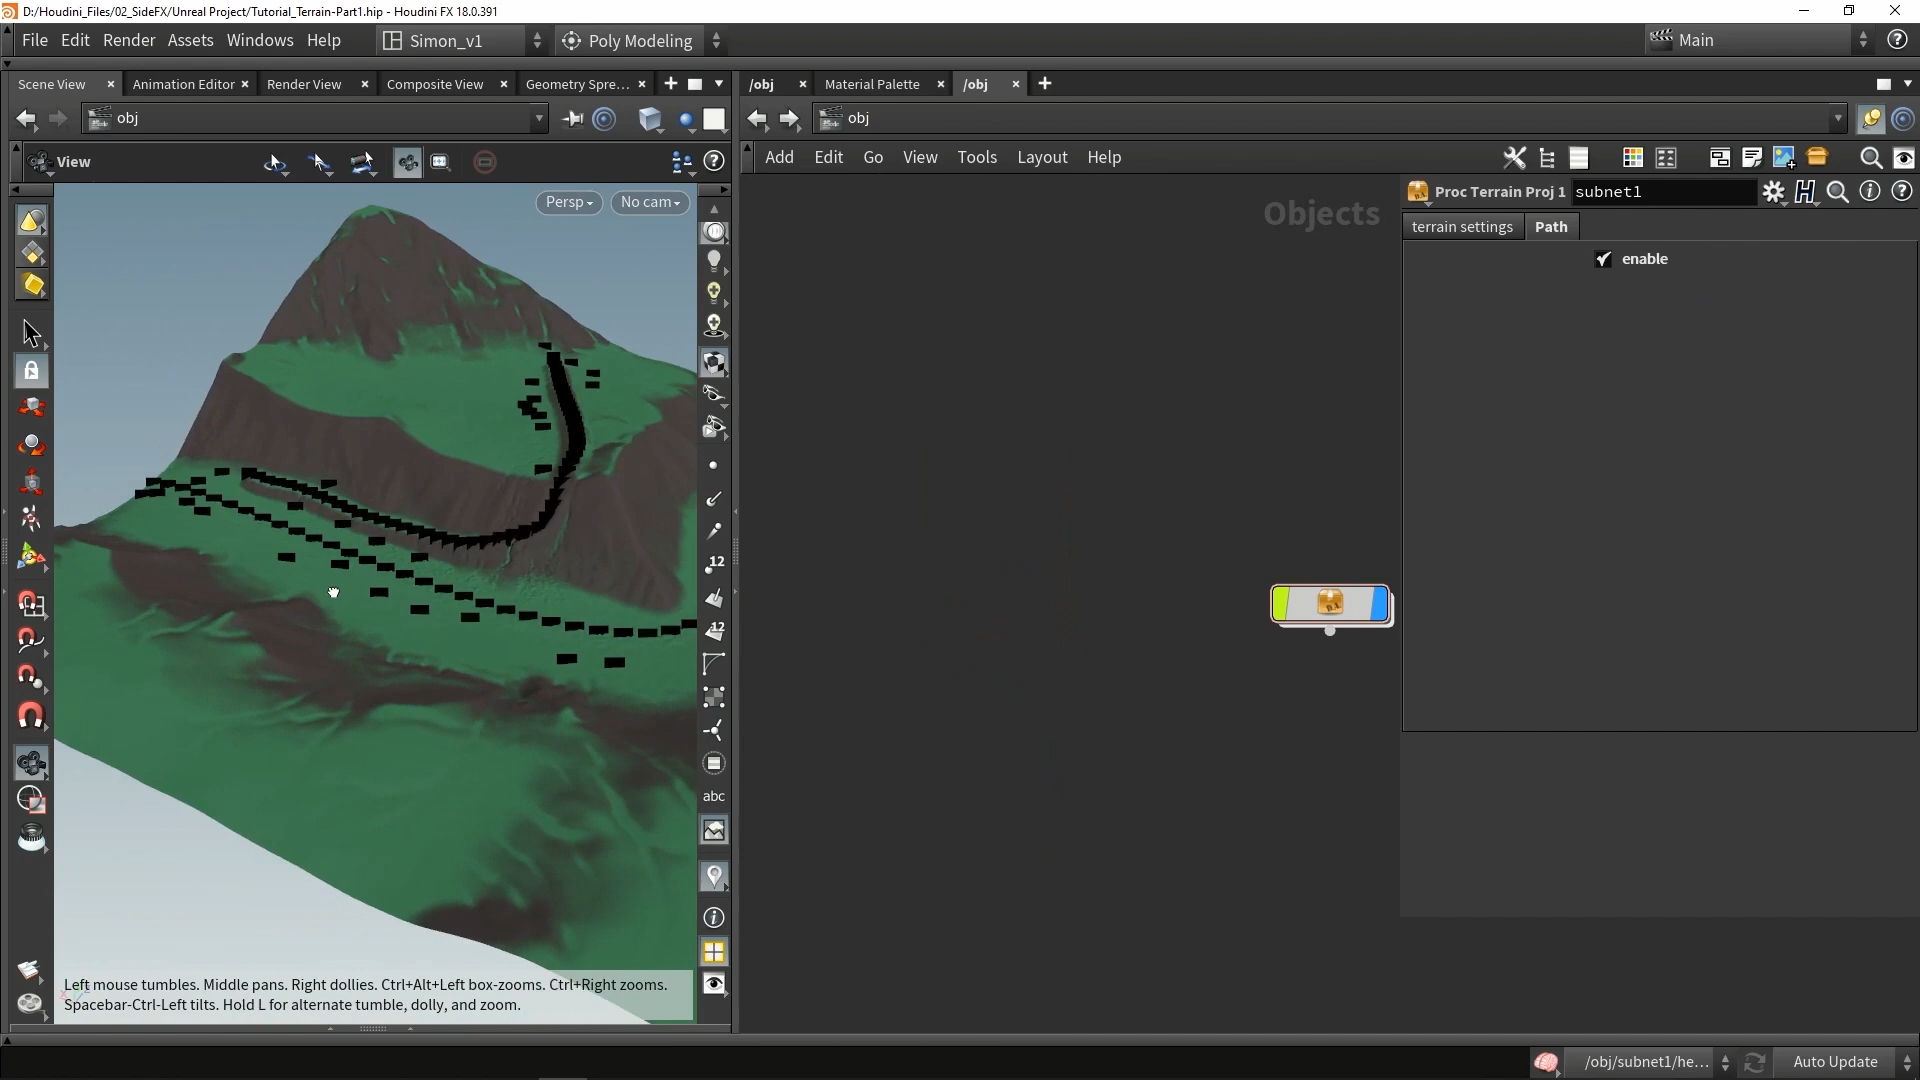 D:/Houdini_Files/02_SideFX/Unreal Project/Tutorial_Terrain-Part1.hip - Houdini FX 18.0.391
File Edit Render Assets Windows Help Simon_v1 Poly Modeling Main
Scene View Animation Editor Render View Composite View Geometry Spre...
/obj Material Palette /obj
obj
obj
View
Add Edit Go View Tools Layout Help
Persp No cam
Objects
Proc Terrain Proj 1 subnet1
terrain settings Path
enable
12
12
abc
Left mouse tumbles. Middle pans. Right dollies. Ctrl+Alt+Left box-zooms. Ctrl+Right zooms.
Spacebar-Ctrl-Left tilts. Hold L for alternate tumble, dolly, and zoom.
/obj/subnet1/he... Auto Update